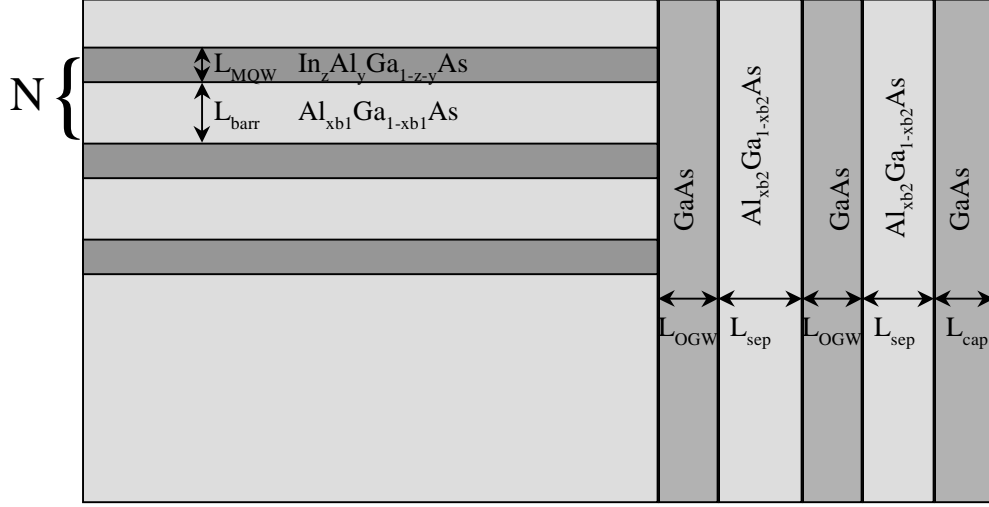 N {
L_MQW In_zAl_yGa_1-z-yAs
L_barr Al_xb1Ga_1-xb1As
GaAs
Al_xb2Ga_1-xb2As
GaAs
Al_xb2Ga_1-xb2As
GaAs
L_OGW L_sep L_OGW L_sep L_cap